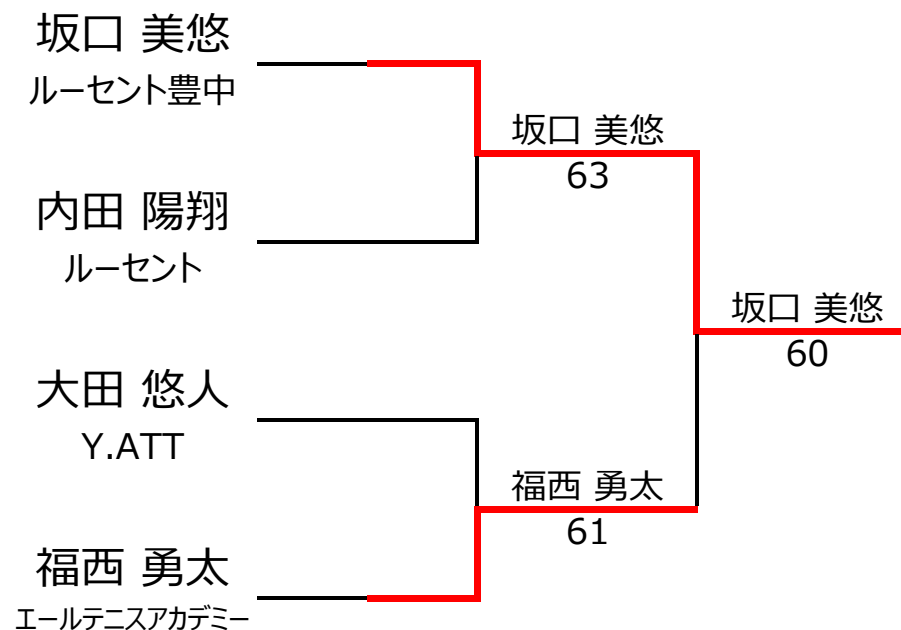 坂口 美悠
ルーセント豊中
坂口 美悠
63
内田 陽翔
ルーセント
坂口 美悠
60
大田 悠人
Y.ATT
福西 勇太
61
福西 勇太
エールテニスアカデミー